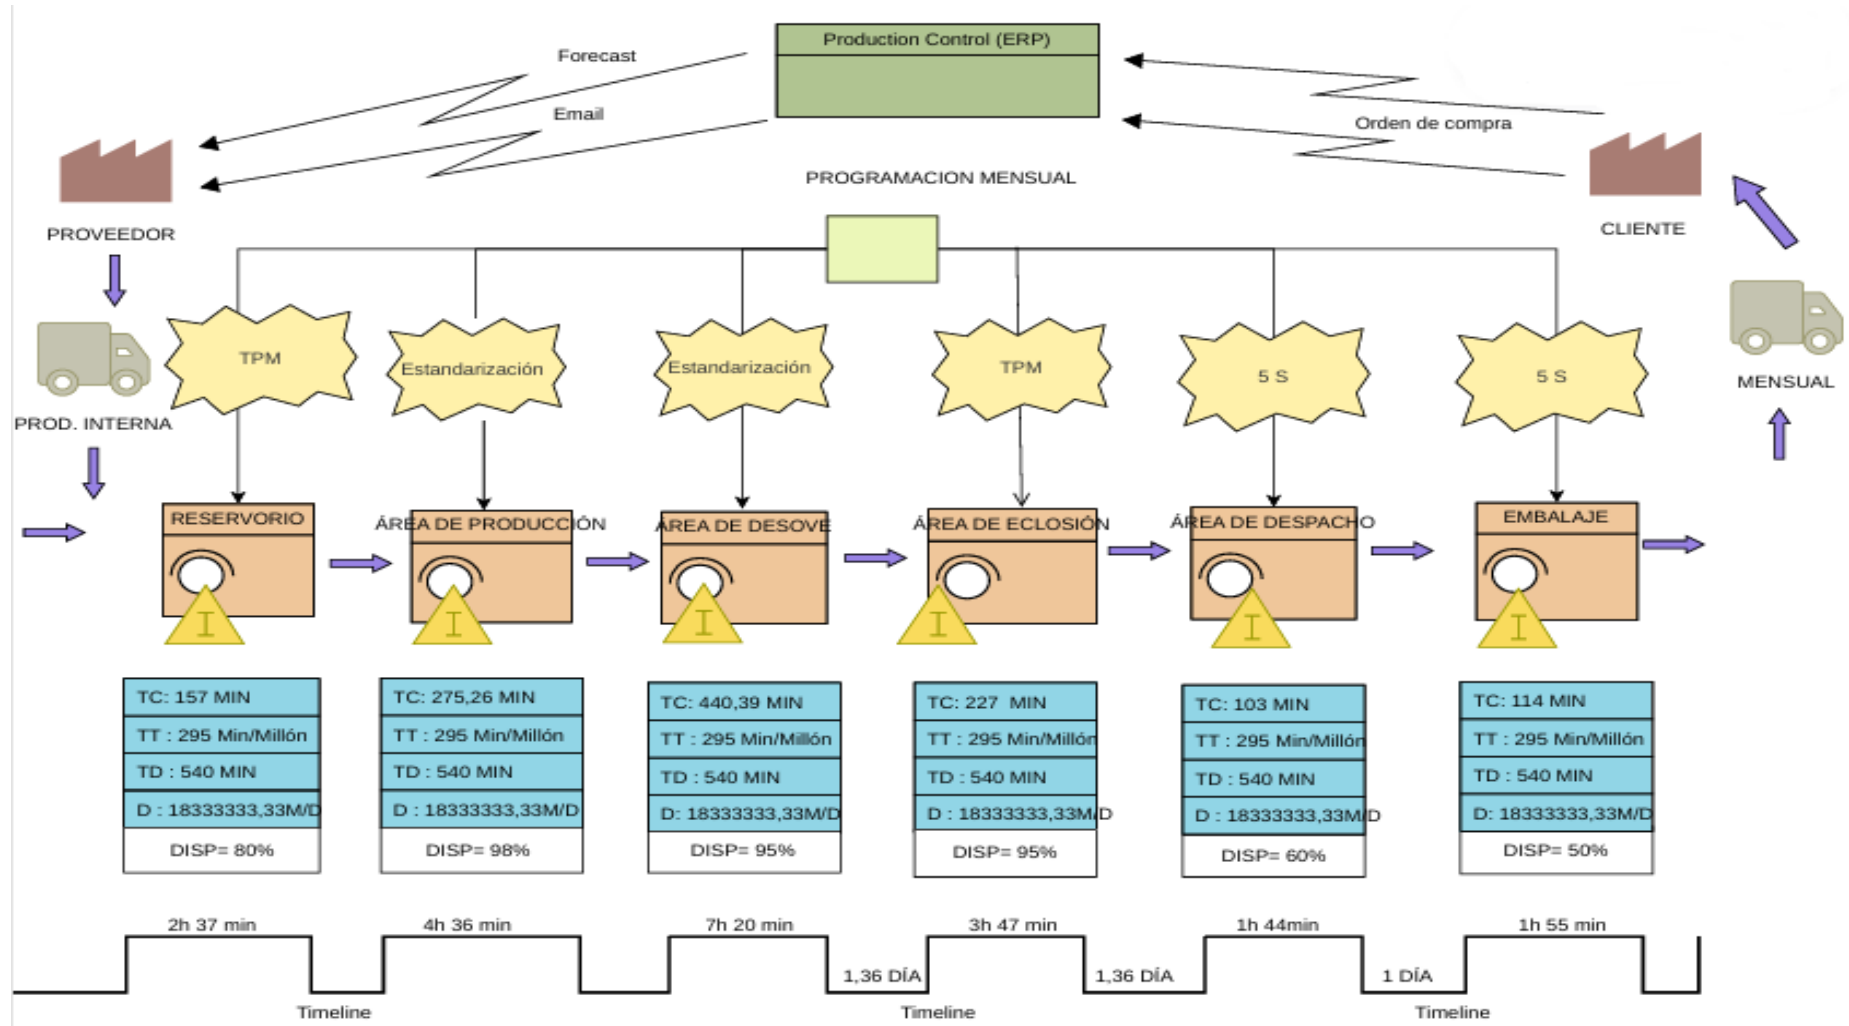 Production Control (ERP)
Forecast
Email
Orden de compra
PROGRAMACION MENSUAL
PROVEEDOR
CLIENTE
PROD. INTERNA
MENSUAL
TPM
Estandarización
Estandarización
TPM
5 S
5 S
RESERVORIO
ÁREA DE PRODUCCIÓN
ÁREA DE DESOVE
ÁREA DE ECLOSIÓN
ÁREA DE DESPACHO
EMBALAJE
I
I
I
I
I
I
TC: 157 MIN
TT : 295 Min/Millón
TD : 540 MIN
D : 18333333,33M/D
DISP= 80%
TC: 275,26 MIN
TT : 295 Min/Millón
TD : 540 MIN
D : 18333333,33M/D
DISP= 98%
TC: 440,39 MIN
TT : 295 Min/Millón
TD : 540 MIN
D: 18333333,33M/D
DISP= 95%
TC: 227 MIN
TT : 295 Min/Millón
TD : 540 MIN
D : 18333333,33M/D
DISP= 95%
TC: 103 MIN
TT : 295 Min/Millón
TD : 540 MIN
D : 18333333,33M/D
DISP= 60%
TC: 114 MIN
TT : 295 Min/Millón
TD : 540 MIN
D : 18333333,33M/D
DISP= 50%
2h 37 min
4h 36 min
7h 20 min
3h 47 min
1h 44min
1h 55 min
1,36 DÍA
1,36 DÍA
1 DÍA
Timeline
Timeline
Timeline